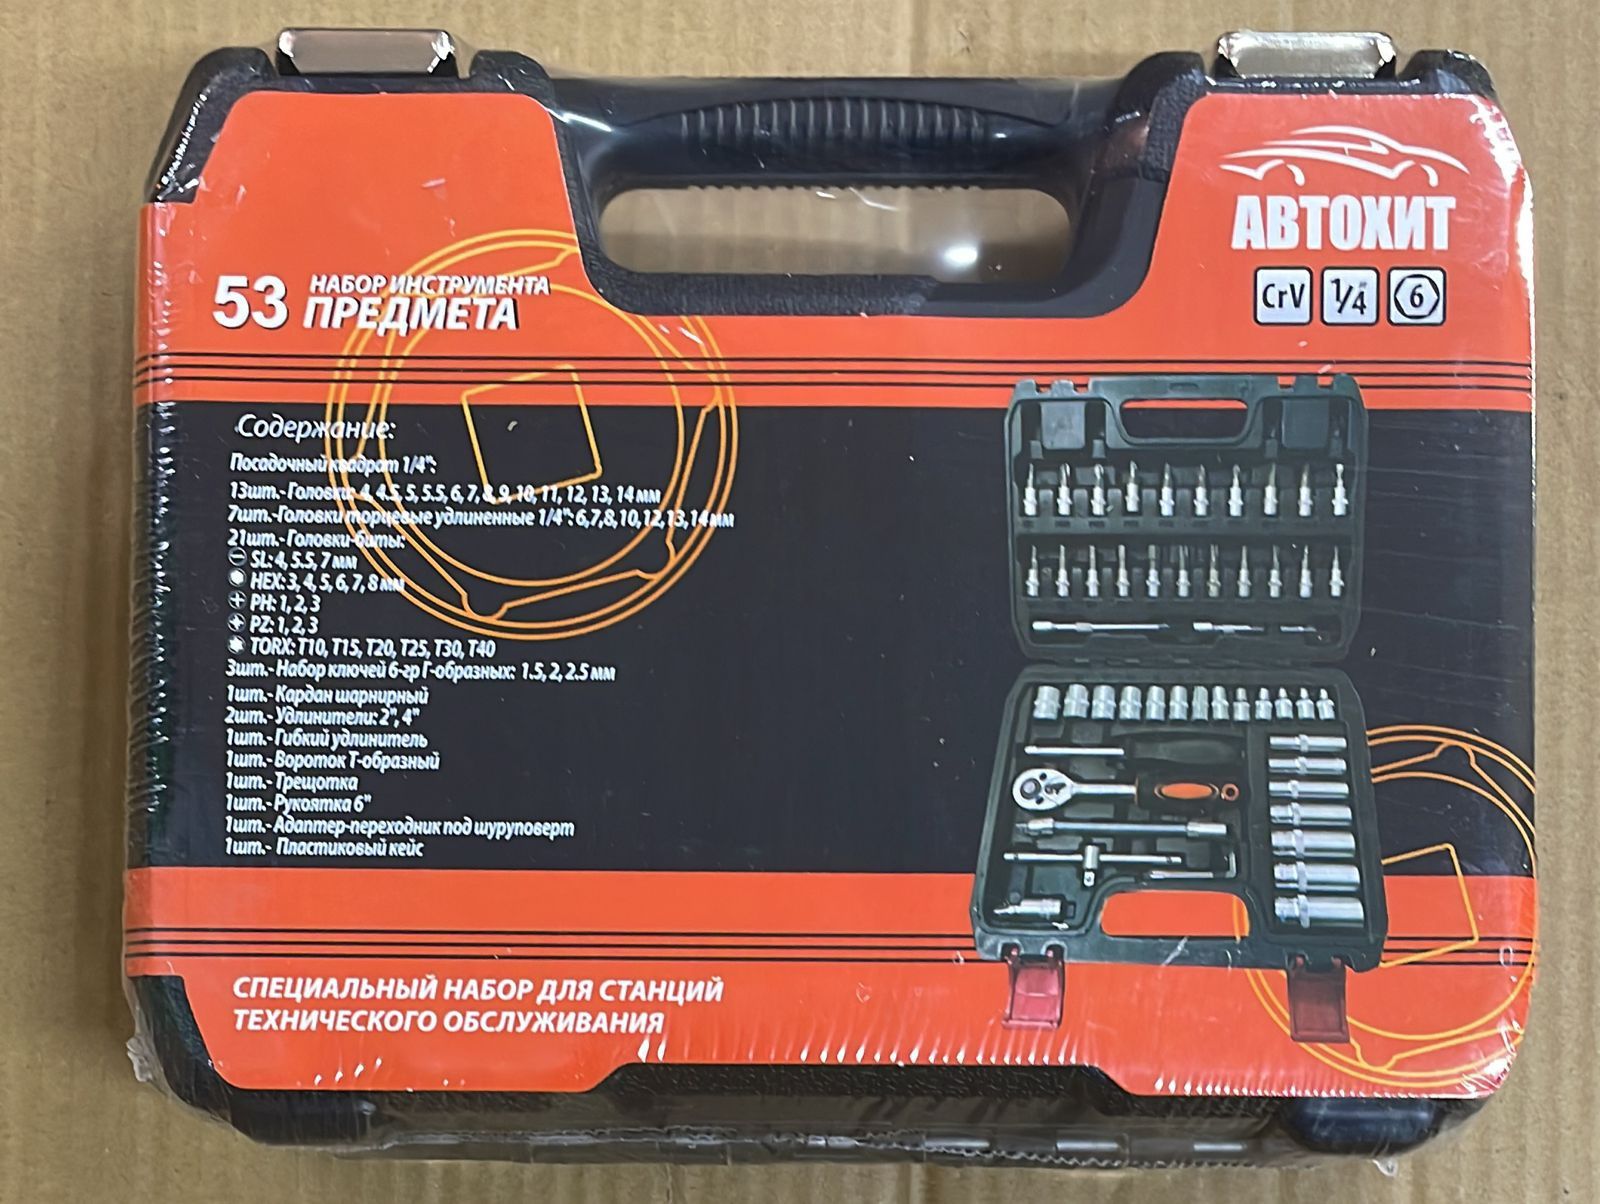 АВТОХИТ
CrV 1/4" 6
53 НАБОР ИНСТРУМЕНТА
ПРЕДМЕТА
Содержание:
Посадочный квадрат 1/4":
13шт.- Головки: 4, 4.5, 5, 5.5, 6, 7, 8, 9, 10, 11, 12, 13, 14 мм
7шт.-Головки торцевые удлиненные 1/4": 6,7,8,10,12,13,14мм
21шт.- Головки-биты:
SL: 4, 5.5, 7 мм
HEX: 3, 4, 5, 6, 7, 8 мм
PH: 1, 2, 3
PZ: 1, 2, 3
TORX: T10, T15, T20, T25, T30, T40
3шт.- Набор ключей 6-гр Г-образных: 1.5, 2, 2.5 мм
1шт.- Кардан шарнирный
2шт.- Удлинители: 2", 4"
1шт.- Гибкий удлинитель
1шт.- Вороток Т-образный
1шт.- Трещотка
1шт.- Рукоятка 6"
1шт.- Адаптер-переходник под шуруповерт
1шт.- Пластиковый кейс
СПЕЦИАЛЬНЫЙ НАБОР ДЛЯ СТАНЦИЙ
ТЕХНИЧЕСКОГО ОБСЛУЖИВАНИЯ